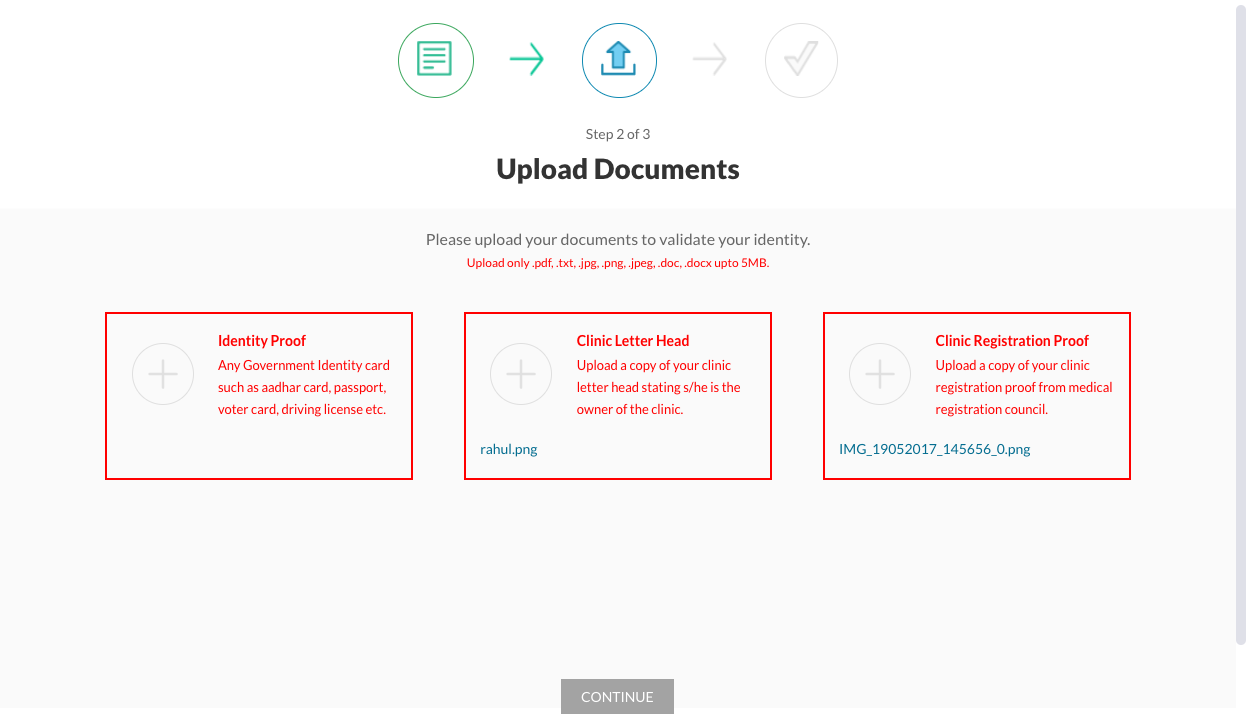 Step 2 of 3
Upload Documents
Please upload your documents to validate your identity.
Upload only .pdf, .txt, .jpg, .png, .jpeg, .doc, .docx upto 5MB.
Identity Proof
Any Government Identity card
such as aadhar card, passport,
voter card, driving license etc.
Clinic Letter Head
Upload a copy of your clinic
letter head stating s/he is the
owner of the clinic.
rahul.png
Clinic Registration Proof
Upload a copy of your clinic
registration proof from medical
registration council.
IMG_19052017_145656_0.png
CONTINUE